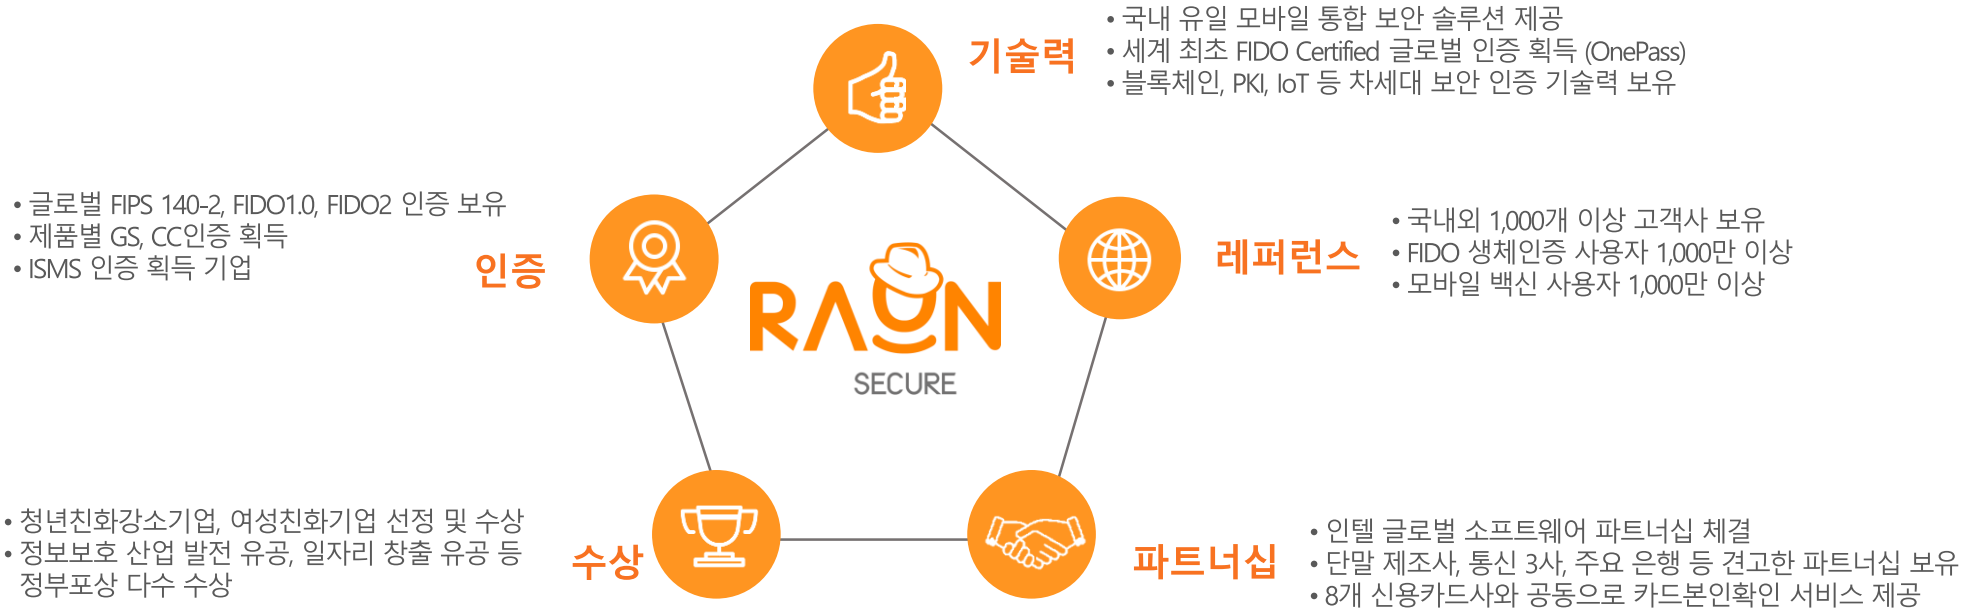 기술력
• 국내 유일 모바일 통합 보안 솔루션 제공
• 세계 최초 FIDO Certified 글로벌 인증 획득 (OnePass)
• 블록체인, PKI, IoT 등 차세대 보안 인증 기술력 보유
• 글로벌 FIPS 140-2, FIDO1.0, FIDO2 인증 보유
• 제품별 GS, CC인증 획득
• ISMS 인증 획득 기업
인증
레퍼런스
• 국내외 1,000개 이상 고객사 보유
• FIDO 생체인증 사용자 1,000만 이상
• 모바일 백신 사용자 1,000만 이상
RAON
SECURE
• 청년친화강소기업, 여성친화기업 선정 및 수상
• 정보보호 산업 발전 유공, 일자리 창출 유공 등
정부포상 다수 수상
수상
파트너십
• 인텔 글로벌 소프트웨어 파트너십 체결
• 단말 제조사, 통신 3사, 주요 은행 등 견고한 파트너십 보유
• 8개 신용카드사와 공동으로 카드본인확인 서비스 제공